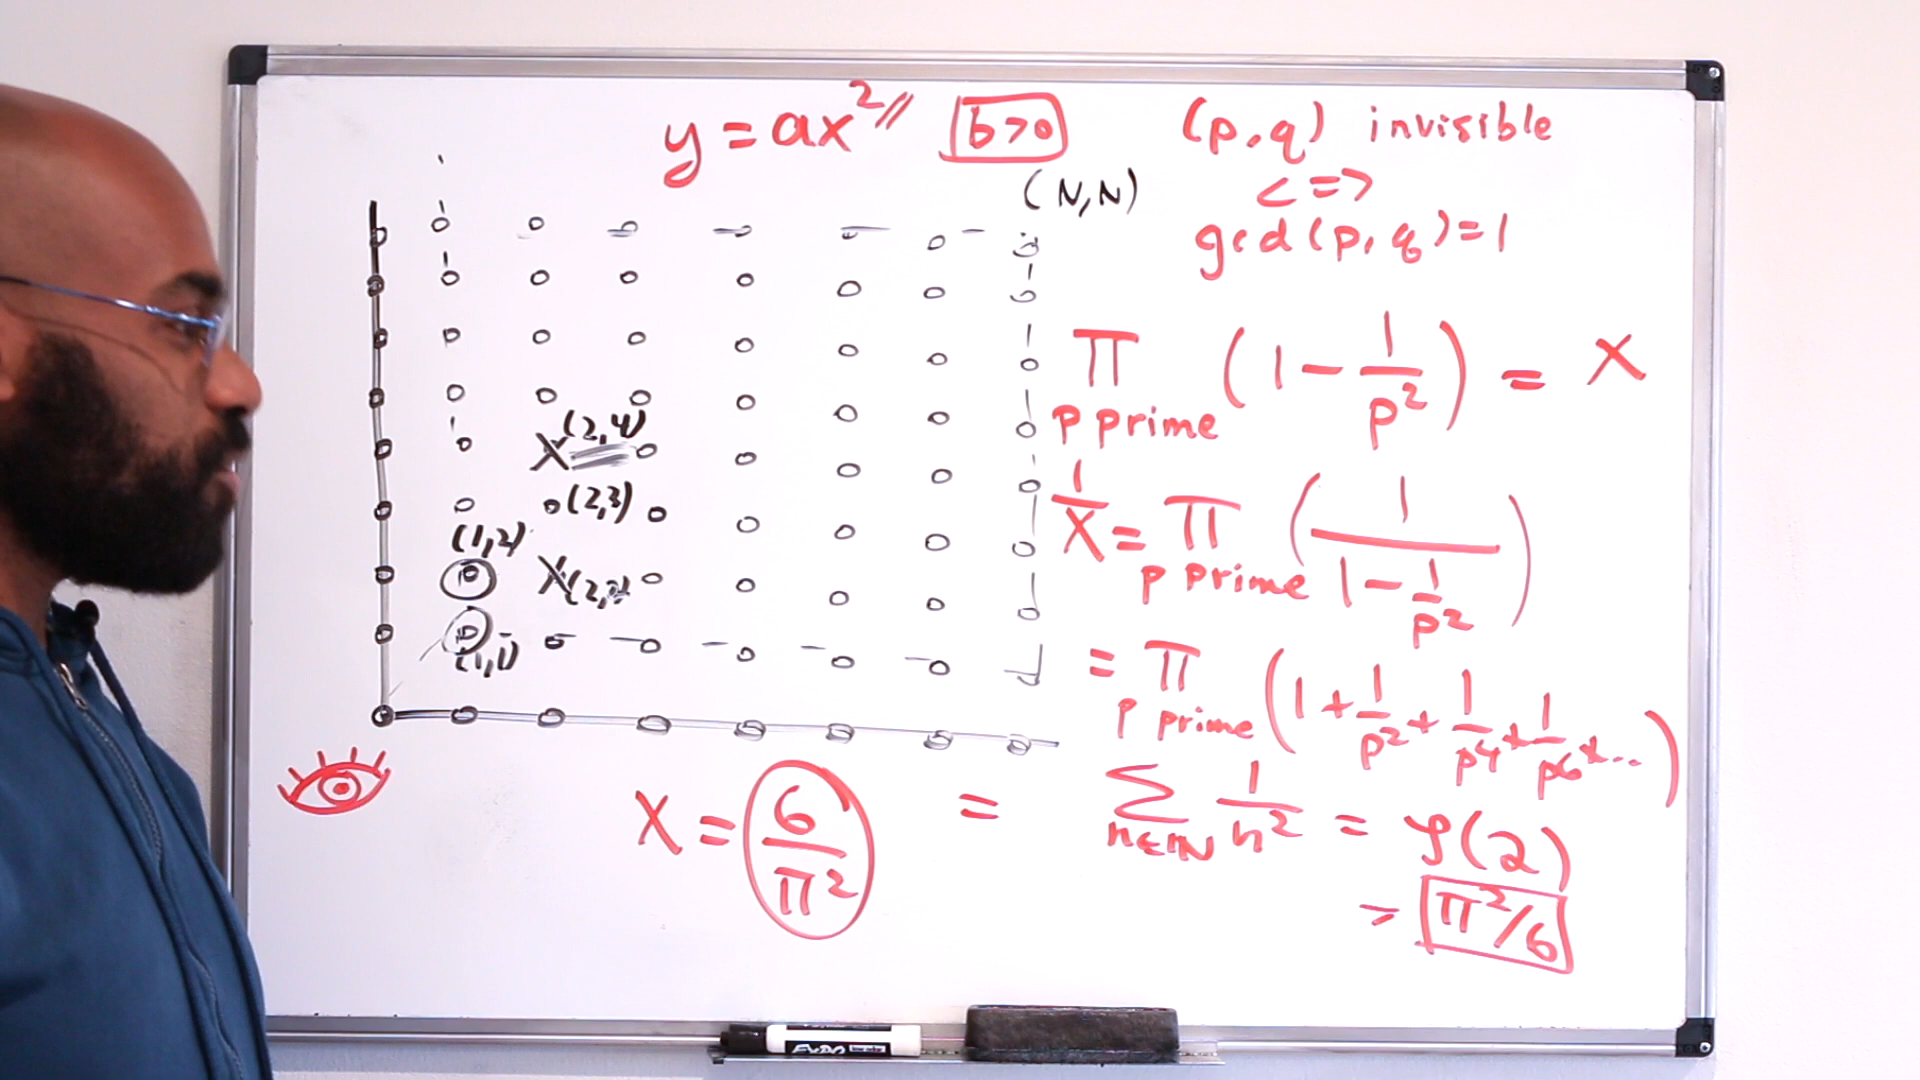 y = ax² // b>0
(p,q) invisible
<=>
gcd(p,q)=1
(N,N)
(2,4)
(2,3)
(1,2)
(2,2)
(1,1)
∏ p prime (1 - 1/p²) = X
1/X = ∏ p prime (1/(1 - 1/p²))
= ∏ p prime (1 + 1/p² + 1/p⁴ + 1/p6 + ...)
= Σ n∈ℕ 1/n² = ζ(2)
= π²/6
X = 6/π²
EXPO